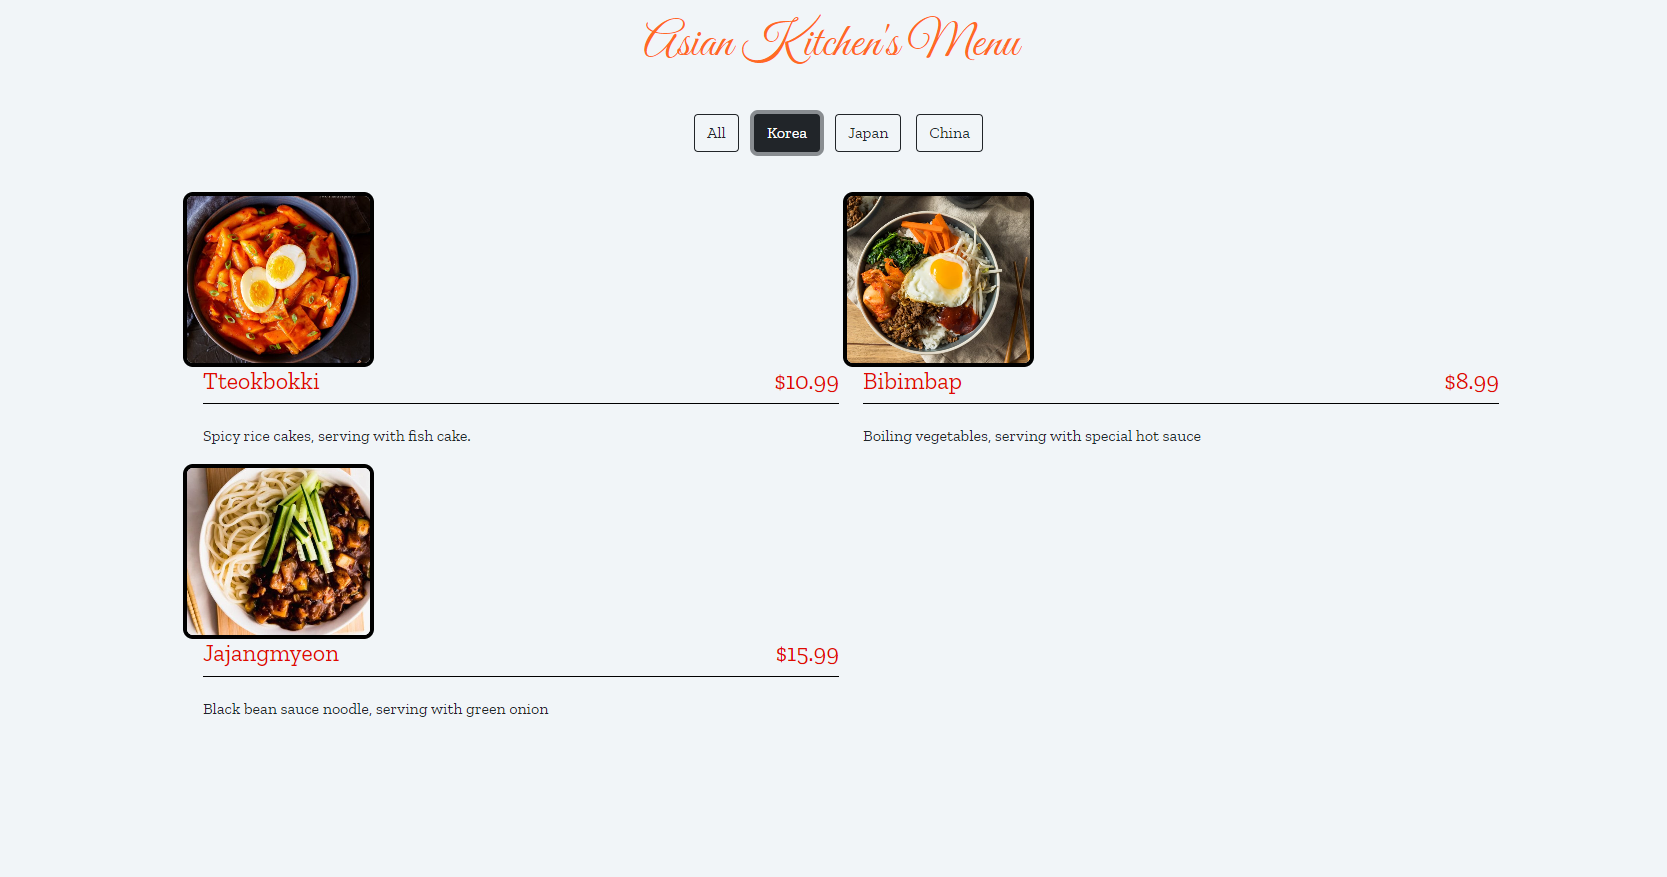 Asian Kitchen's Menu
All Korea Japan China
Tteokbokki $10.99
Spicy rice cakes, serving with fish cake.
Bibimbap $8.99
Boiling vegetables, serving with special hot sauce
Jajangmyeon $15.99
Black bean sauce noodle, serving with green onion